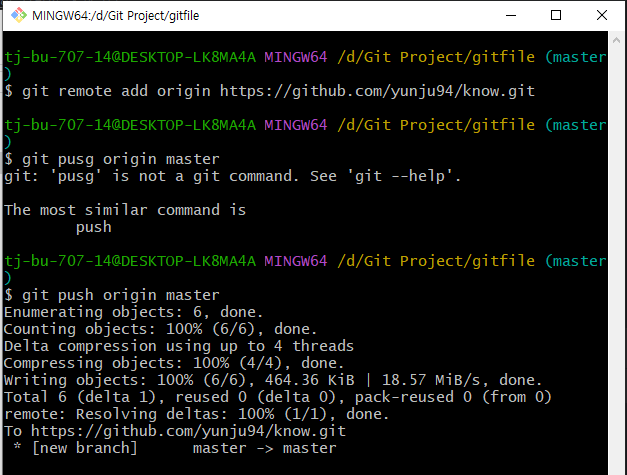 MINGW64:/d/Git Project/gitfile
tj-bu-707-14@DESKTOP-LK8MA4A MINGW64 /d/Git Project/gitfile (master
)
$ git remote add origin https://github.com/yunju94/know.git
tj-bu-707-14@DESKTOP-LK8MA4A MINGW64 /d/Git Project/gitfile (master
)
$ git pusg origin master
git: 'pusg' is not a git command. See 'git --help'.
The most similar command is
push
tj-bu-707-14@DESKTOP-LK8MA4A MINGW64 /d/Git Project/gitfile (master
)
$ git push origin master
Enumerating objects: 6, done.
Counting objects: 100% (6/6), done.
Delta compression using up to 4 threads
Compressing objects: 100% (4/4), done.
Writing objects: 100% (6/6), 464.36 KiB | 18.57 MiB/s, done.
Total 6 (delta 1), reused 0 (delta 0), pack-reused 0 (from 0)
remote: Resolving deltas: 100% (1/1), done.
To https://github.com/yunju94/know.git
* [new branch]      master -> master